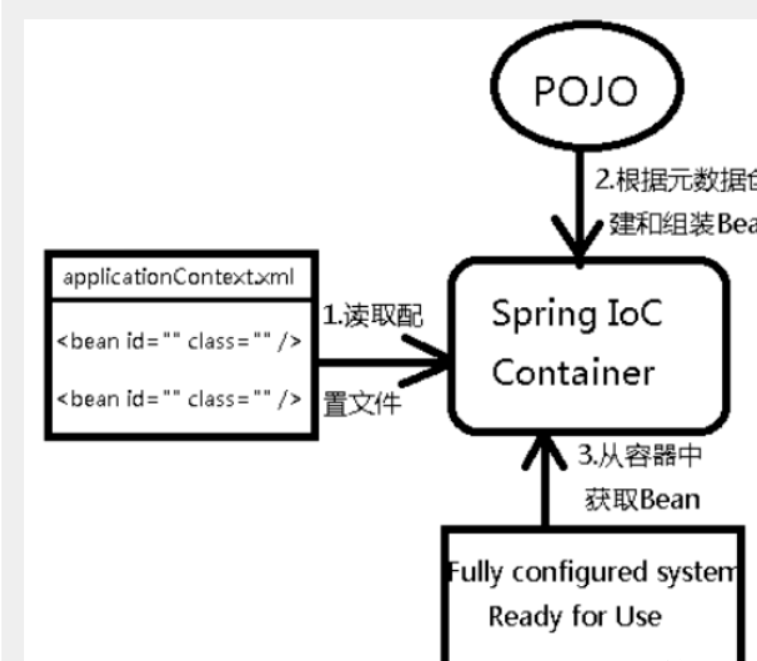 POJO
2.根据元数据
建和组装Bea
applicationContext.xml
<bean id="" class="" />
<bean id="" class="" />
1.读取配
置文件
Spring IoC
Container
3.从容器中
获取Bean
Fully configured system
Ready for Use